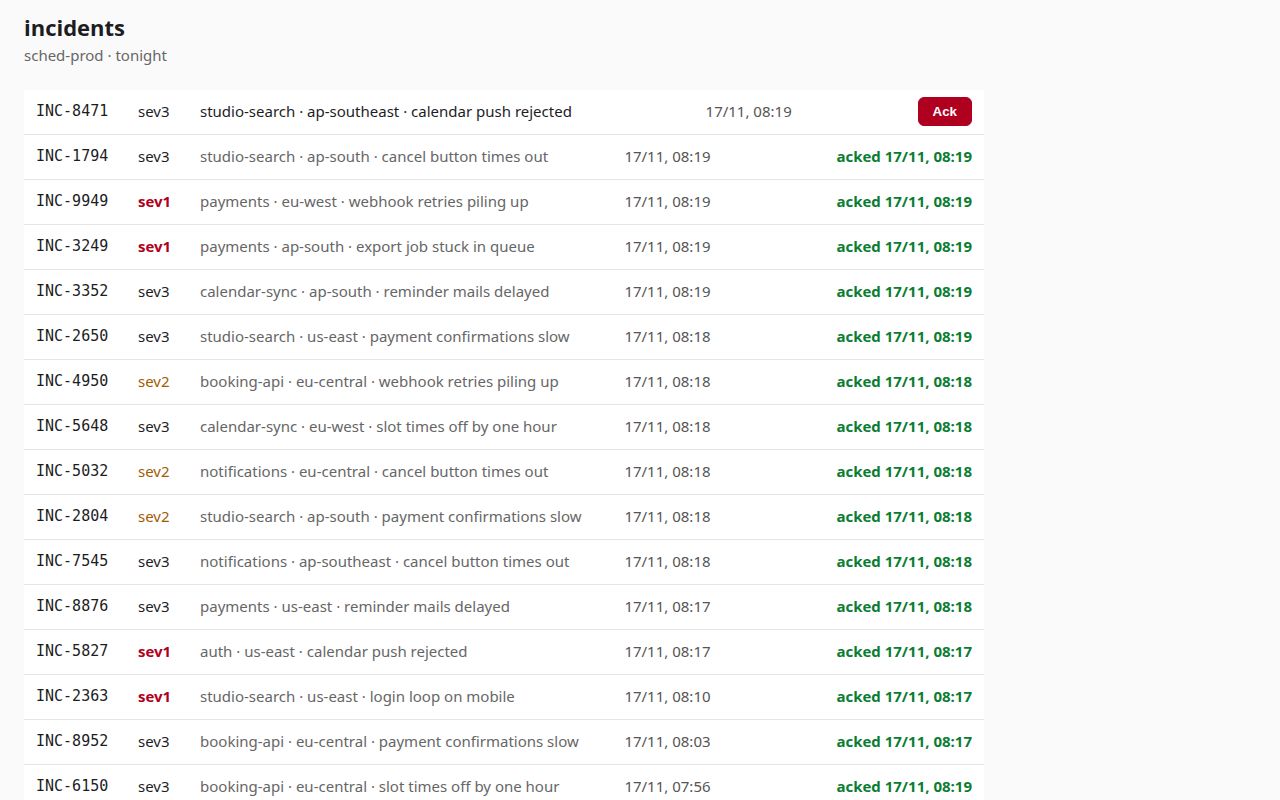 incidents
sched-prod · tonight
INC-8471 sev3 studio-search · ap-southeast · calendar push rejected 17/11, 08:19 Ack
INC-1794 sev3 studio-search · ap-south · cancel button times out 17/11, 08:19 acked 17/11, 08:19
INC-9949 sev1 payments · eu-west · webhook retries piling up 17/11, 08:19 acked 17/11, 08:19
INC-3249 sev1 payments · ap-south · export job stuck in queue 17/11, 08:19 acked 17/11, 08:19
INC-3352 sev3 calendar-sync · ap-south · reminder mails delayed 17/11, 08:19 acked 17/11, 08:19
INC-2650 sev3 studio-search · us-east · payment confirmations slow 17/11, 08:18 acked 17/11, 08:19
INC-4950 sev2 booking-api · eu-central · webhook retries piling up 17/11, 08:18 acked 17/11, 08:18
INC-5648 sev3 calendar-sync · eu-west · slot times off by one hour 17/11, 08:18 acked 17/11, 08:18
INC-5032 sev2 notifications · eu-central · cancel button times out 17/11, 08:18 acked 17/11, 08:18
INC-2804 sev2 studio-search · ap-south · payment confirmations slow 17/11, 08:18 acked 17/11, 08:18
INC-7545 sev3 notifications · ap-southeast · cancel button times out 17/11, 08:18 acked 17/11, 08:18
INC-8876 sev3 payments · us-east · reminder mails delayed 17/11, 08:17 acked 17/11, 08:18
INC-5827 sev1 auth · us-east · calendar push rejected 17/11, 08:17 acked 17/11, 08:17
INC-2363 sev1 studio-search · us-east · login loop on mobile 17/11, 08:10 acked 17/11, 08:17
INC-8952 sev3 booking-api · eu-central · payment confirmations slow 17/11, 08:03 acked 17/11, 08:17
INC-6150 sev3 booking-api · eu-central · slot times off by one hour 17/11, 07:56 acked 17/11, 08:19